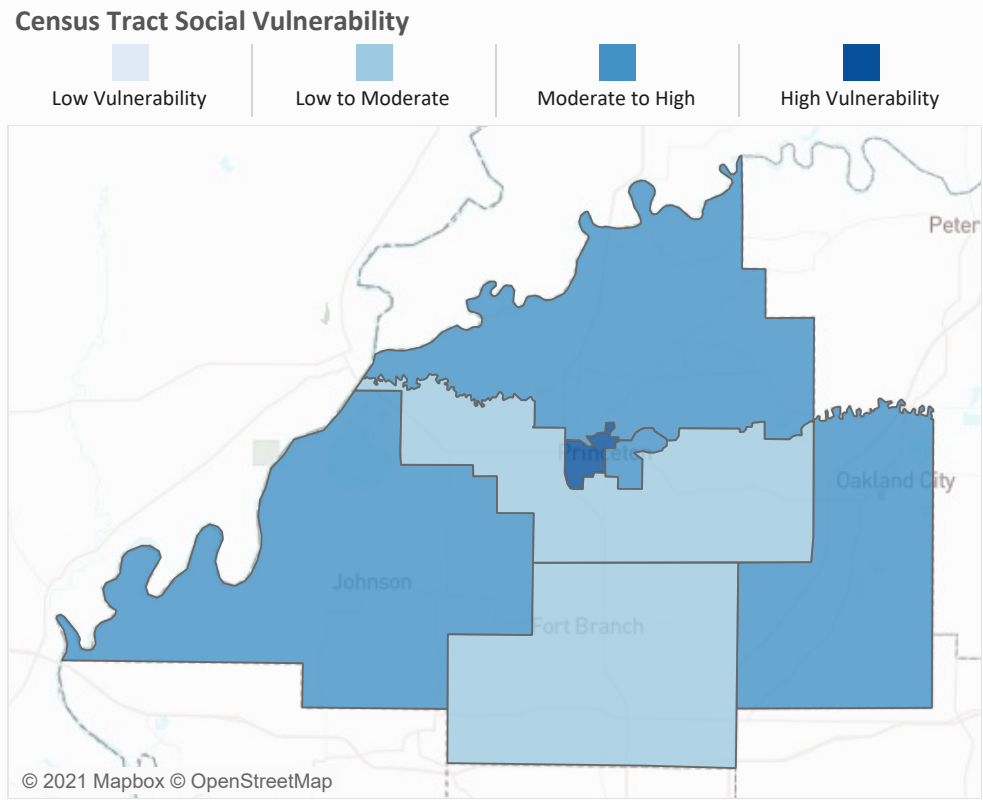 Census Tract Social Vulnerability
Low Vulnerability
Low to Moderate
Moderate to High
High Vulnerability
Peter
Princeton
Oakland City
Johnson
Fort Branch
© 2021 Mapbox © OpenStreetMap